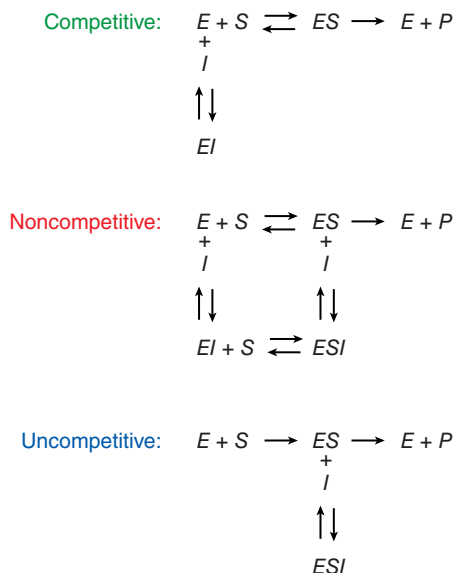 Competitive: E + S ⇌ ES ⟶ E + P
+
I
⇅
EI
Noncompetitive: E + S ⇌ ES ⟶ E + P
+ +
I I
⇅ ⇅
EI + S ⇌ ESI
Uncompetitive: E + S ⟶ ES ⟶ E + P
+
I
⇅
ESI